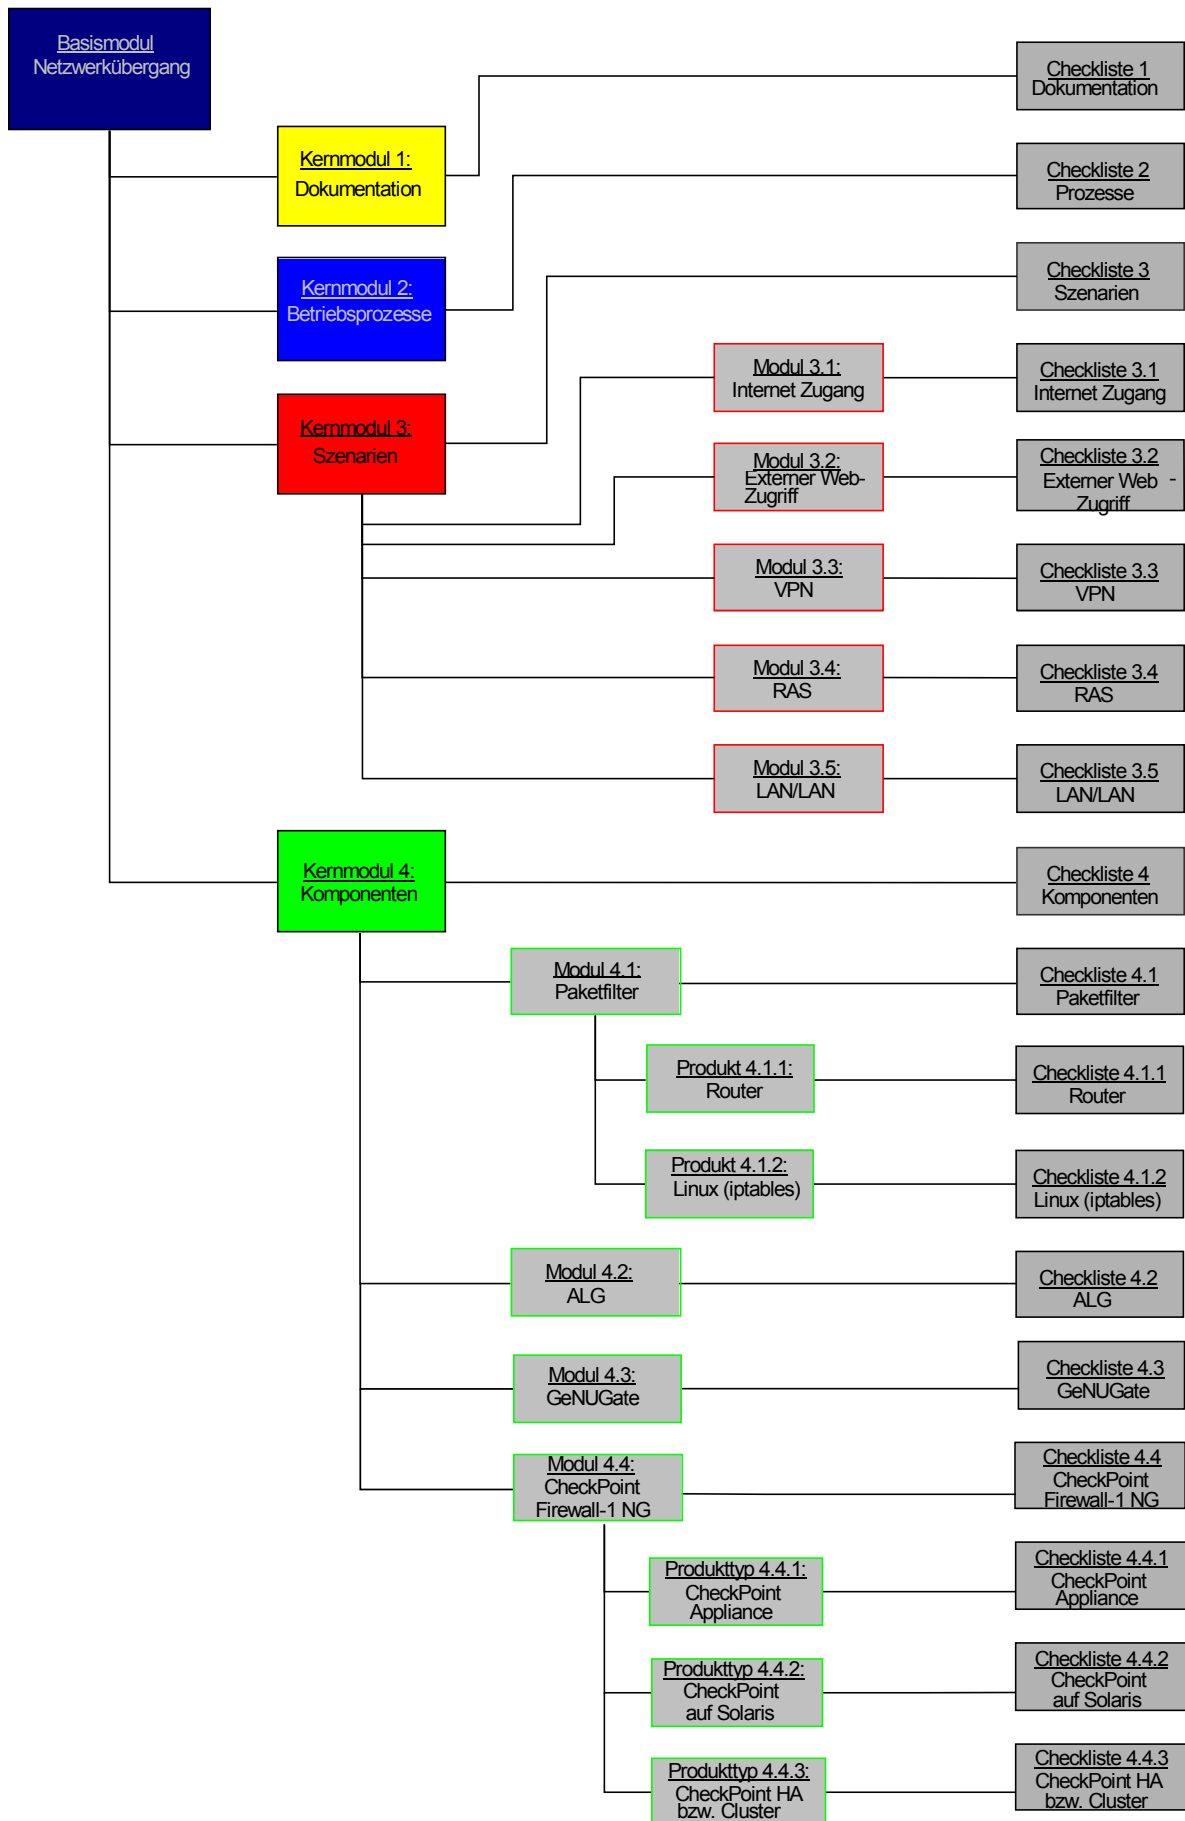 Basismodul
Netzwerkübergang
Checkliste 1
Dokumentation
Kernmodul 1:
Dokumentation
Checkliste 2
Prozesse
Kernmodul 2:
Betriebsprozesse
Checkliste 3
Szenarien
Modul 3.1:
Internet Zugang
Checkliste 3.1
Internet Zugang
Kernmodul 3:
Szenarien
Modul 3.2:
Externer Web-
Zugriff
Checkliste 3.2
Externer Web -
Zugriff
Modul 3.3:
VPN
Checkliste 3.3
VPN
Modul 3.4:
RAS
Checkliste 3.4
RAS
Modul 3.5:
LAN/LAN
Checkliste 3.5
LAN/LAN
Kernmodul 4:
Komponenten
Checkliste 4
Komponenten
Modul 4.1:
Paketfilter
Checkliste 4.1
Paketfilter
Produkt 4.1.1:
Router
Checkliste 4.1.1
Router
Produkt 4.1.2:
Linux (iptables)
Checkliste 4.1.2
Linux (iptables)
Modul 4.2:
ALG
Checkliste 4.2
ALG
Modul 4.3:
GeNUGate
Checkliste 4.3
GeNUGate
Modul 4.4:
CheckPoint
Firewall-1 NG
Checkliste 4.4
CheckPoint
Firewall-1 NG
Produkttyp 4.4.1:
CheckPoint
Appliance
Checkliste 4.4.1
CheckPoint
Appliance
Produkttyp 4.4.2:
CheckPoint
auf Solaris
Checkliste 4.4.2
CheckPoint
auf Solaris
Produkttyp 4.4.3:
CheckPoint HA
bzw. Cluster
Checkliste 4.4.3
CheckPoint HA
bzw. Cluster